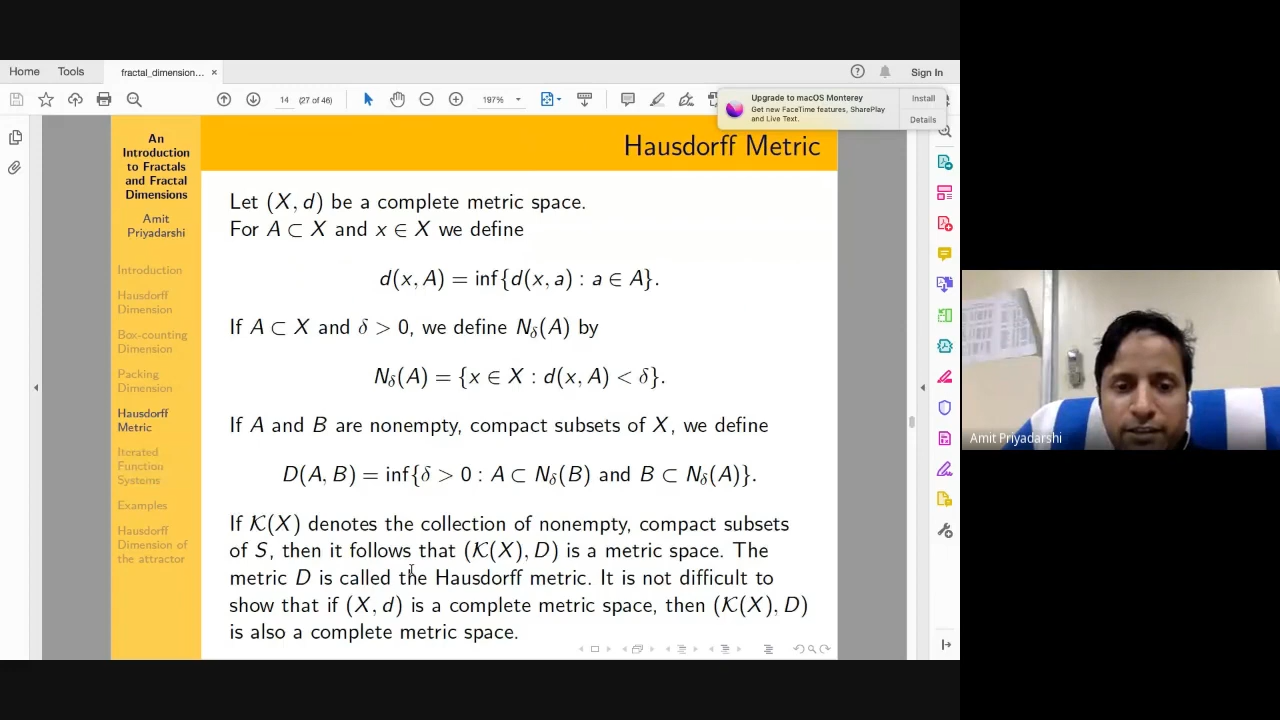 Home
Tools
fractal_dimension... ×
Sign In
14 (27 of 46)
197%
Upgrade to macOS Monterey
Get new FaceTime features, SharePlay
and Live Text.
Install
Details
An
Introduction
to Fractals
and Fractal
Dimensions
Amit
Priyadarshi
Introduction
Hausdorff
Dimension
Box-counting
Dimension
Packing
Dimension
Hausdorff
Metric
Iterated
Function
Systems
Examples
Hausdorff
Dimension of
the attractor
Hausdorff Metric
Let (X, d) be a complete metric space.
For A ⊂ X and x ∈ X we define
d(x, A) = inf{d(x, a) : a ∈ A}.
If A ⊂ X and δ > 0, we define N_δ(A) by
N_δ(A) = {x ∈ X : d(x, A) < δ}.
If A and B are nonempty, compact subsets of X, we define
D(A, B) = inf{δ > 0 : A ⊂ N_δ(B) and B ⊂ N_δ(A)}.
If 𝒦(X) denotes the collection of nonempty, compact subsets
of S, then it follows that (𝒦(X), D) is a metric space. The
metric D is called the Hausdorff metric. It is not difficult to
show that if (X, d) is a complete metric space, then (𝒦(X), D)
is also a complete metric space.
Amit Priyadarshi